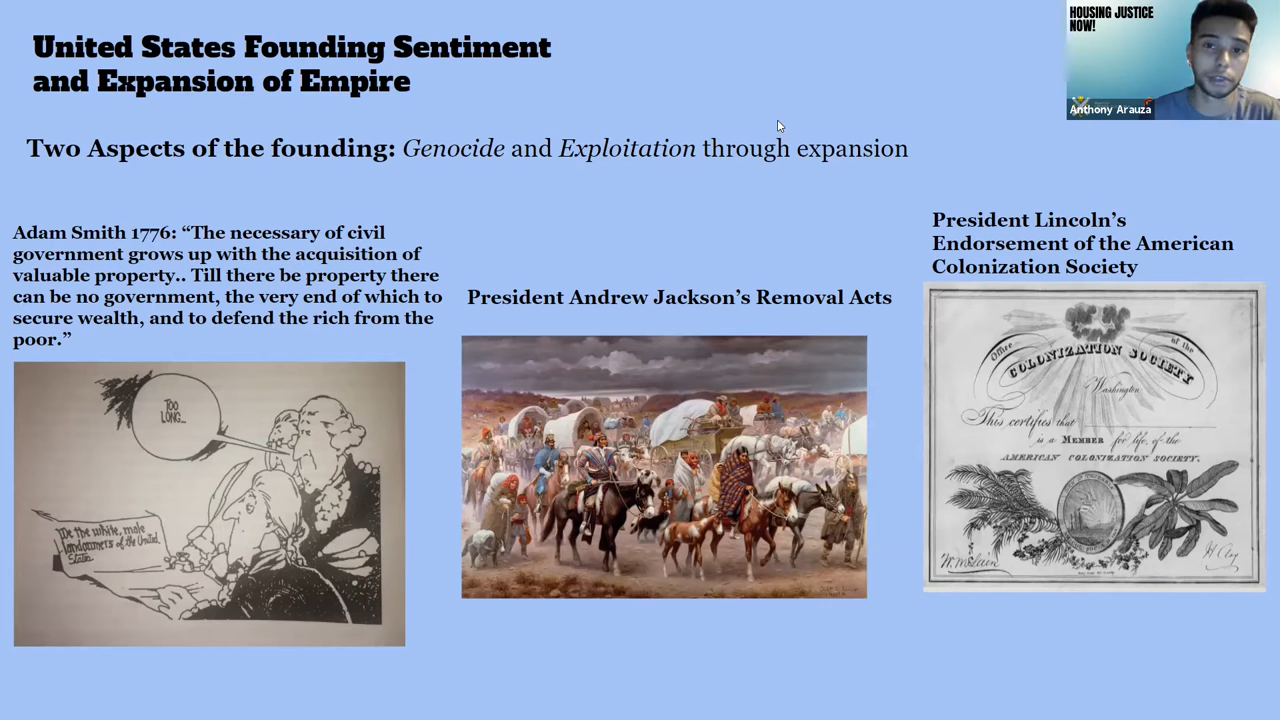 United States Founding Sentiment
and Expansion of Empire
HOUSING JUSTICE
NOW!
Anthony Arauza
Two Aspects of the founding: Genocide and Exploitation through expansion
Adam Smith 1776: “The necessary of civil
government grows up with the acquisition of
valuable property.. Till there be property there
can be no government, the very end of which to
secure wealth, and to defend the rich from the
poor.”
TOO
LONG...
We the white, male
landowners of the United
States
President Andrew Jackson’s Removal Acts
President Lincoln’s
Endorsement of the American
Colonization Society
Office of the
COLONIZATION SOCIETY
Washington
This certifies that
is a MEMBER for life, of the
AMERICAN COLONIZATION SOCIETY.
H Clay